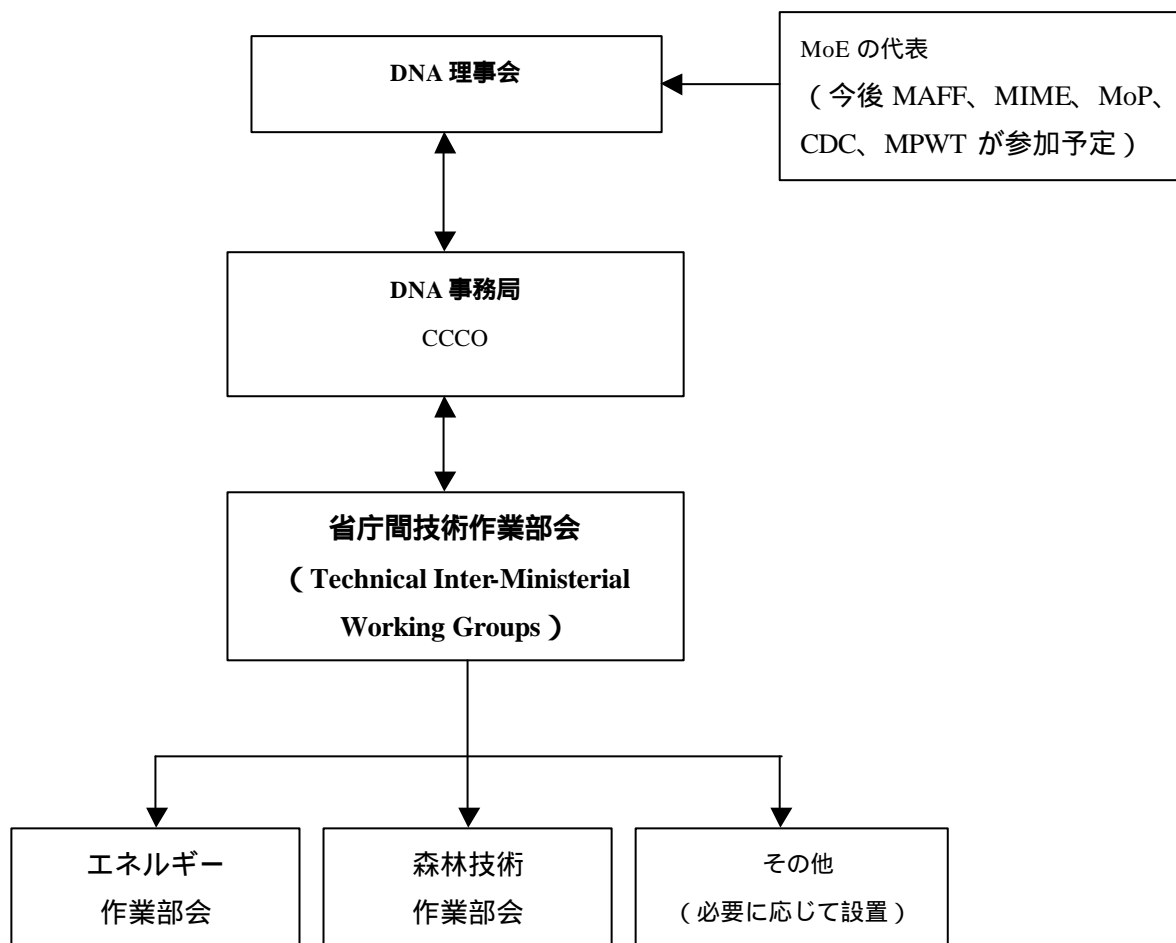 DNA 理事会
MoE の代表
（今後 MAFF、MIME、MoP、
CDC、MPWT が参加予定）
DNA 事務局
CCCO
省庁間技術作業部会
（Technical Inter-Ministerial
Working Groups）
エネルギー
作業部会
森林技術
作業部会
その他
（必要に応じて設置）